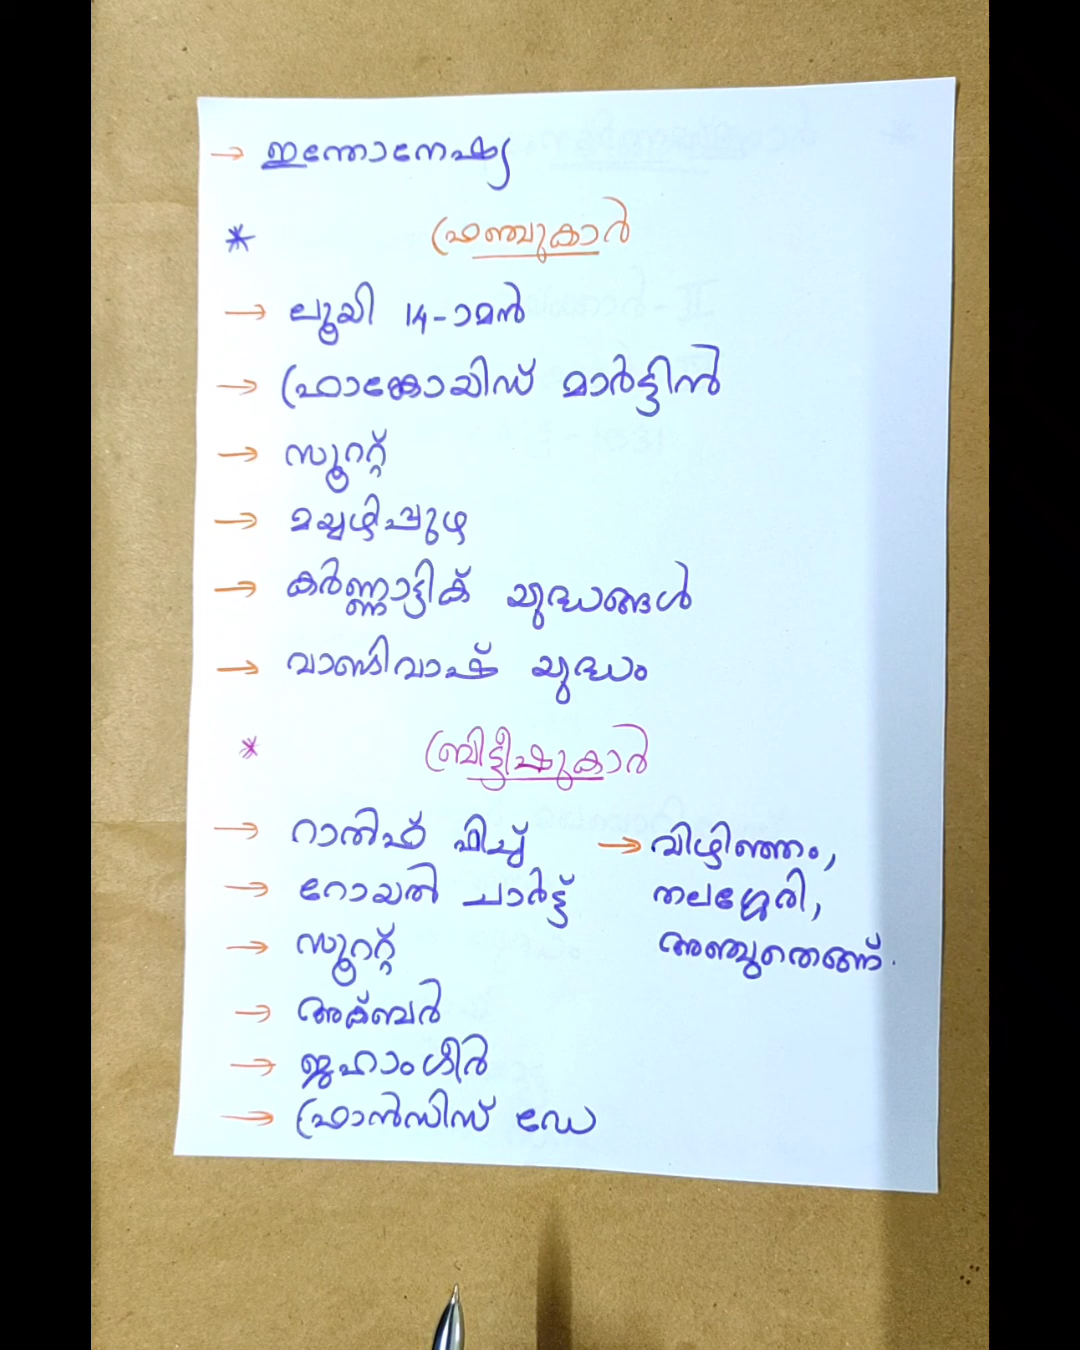 → ഇന്തോനേഷ്യ
* ഫ്രഞ്ചുകാർ
→ ലൂയി 14-ാമൻ
→ ഫ്രാങ്കോയിസ് മാർട്ടിൻ
→ സൂററ്റ്
→ മയ്യഴിപ്പുഴ
→ കർണ്ണാട്ടിക് യുദ്ധങ്ങൾ
→ വാണ്ടിവാഷ് യുദ്ധം
* ബ്രിട്ടീഷുകാർ
→ റാൽഫ് ഫിച്ച്
→ റോയൽ ചാർട്ട്
→ സൂററ്റ്
→ അക്ബർ
→ ജഹാംഗീർ
→ ഫ്രാൻസിസ് ഡേ
→ വിഴിഞ്ഞം,
തലശ്ശേരി,
അഞ്ചുതെങ്ങ്.